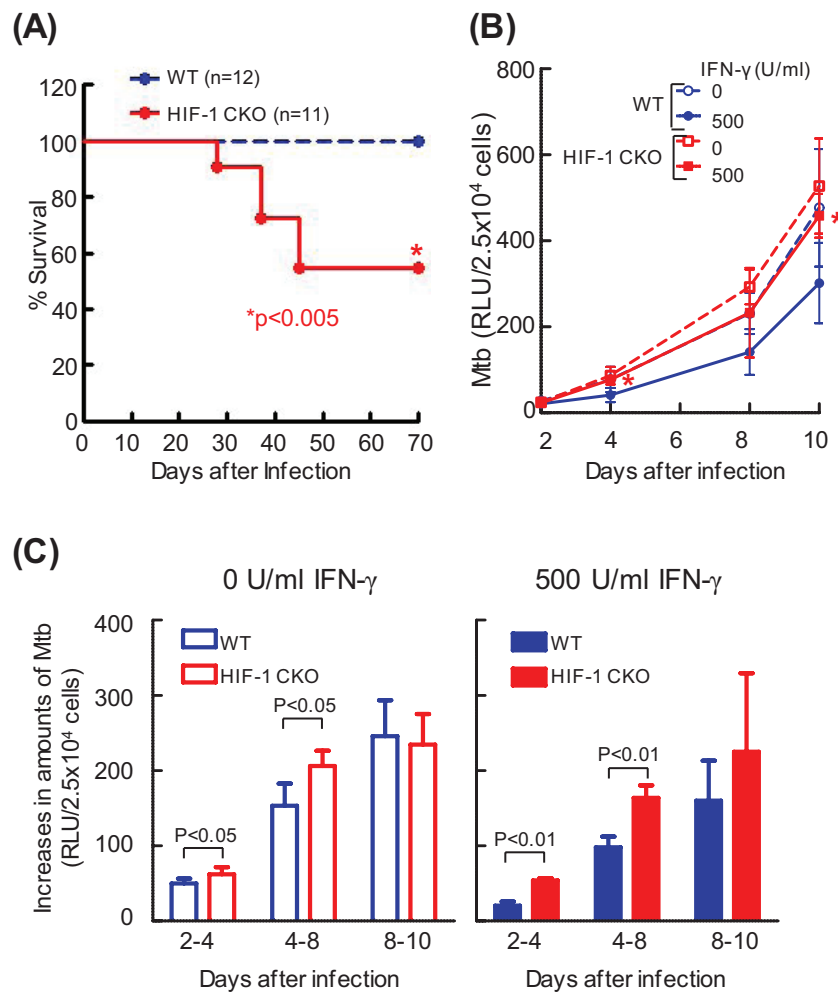 (A)
WT (n=12)
HIF-1 CKO (n=11)
120
100
80
60
40
20
0
% Survival
*
*p<0.005
0 10 20 30 40 50 60 70
Days after Infection
(B)
IFN-γ (U/ml)
WT
0
500
HIF-1 CKO
0
500
800
600
400
200
0
Mtb (RLU/2.5x10⁴ cells)
*
*
2 4 6 8 10
Days after infection
(C)
0 U/ml IFN-γ
WT
HIF-1 CKO
400
300
200
100
0
Increases in amounts of Mtb
(RLU/2.5x10⁴ cells)
P<0.05
P<0.05
2-4 4-8 8-10
Days after infection
500 U/ml IFN-γ
WT
HIF-1 CKO
P<0.01
P<0.01
2-4 4-8 8-10
Days after infection